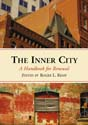 THE INNER CITY
A Handbook for Renewal
EDITED BY ROGER L. KEMP